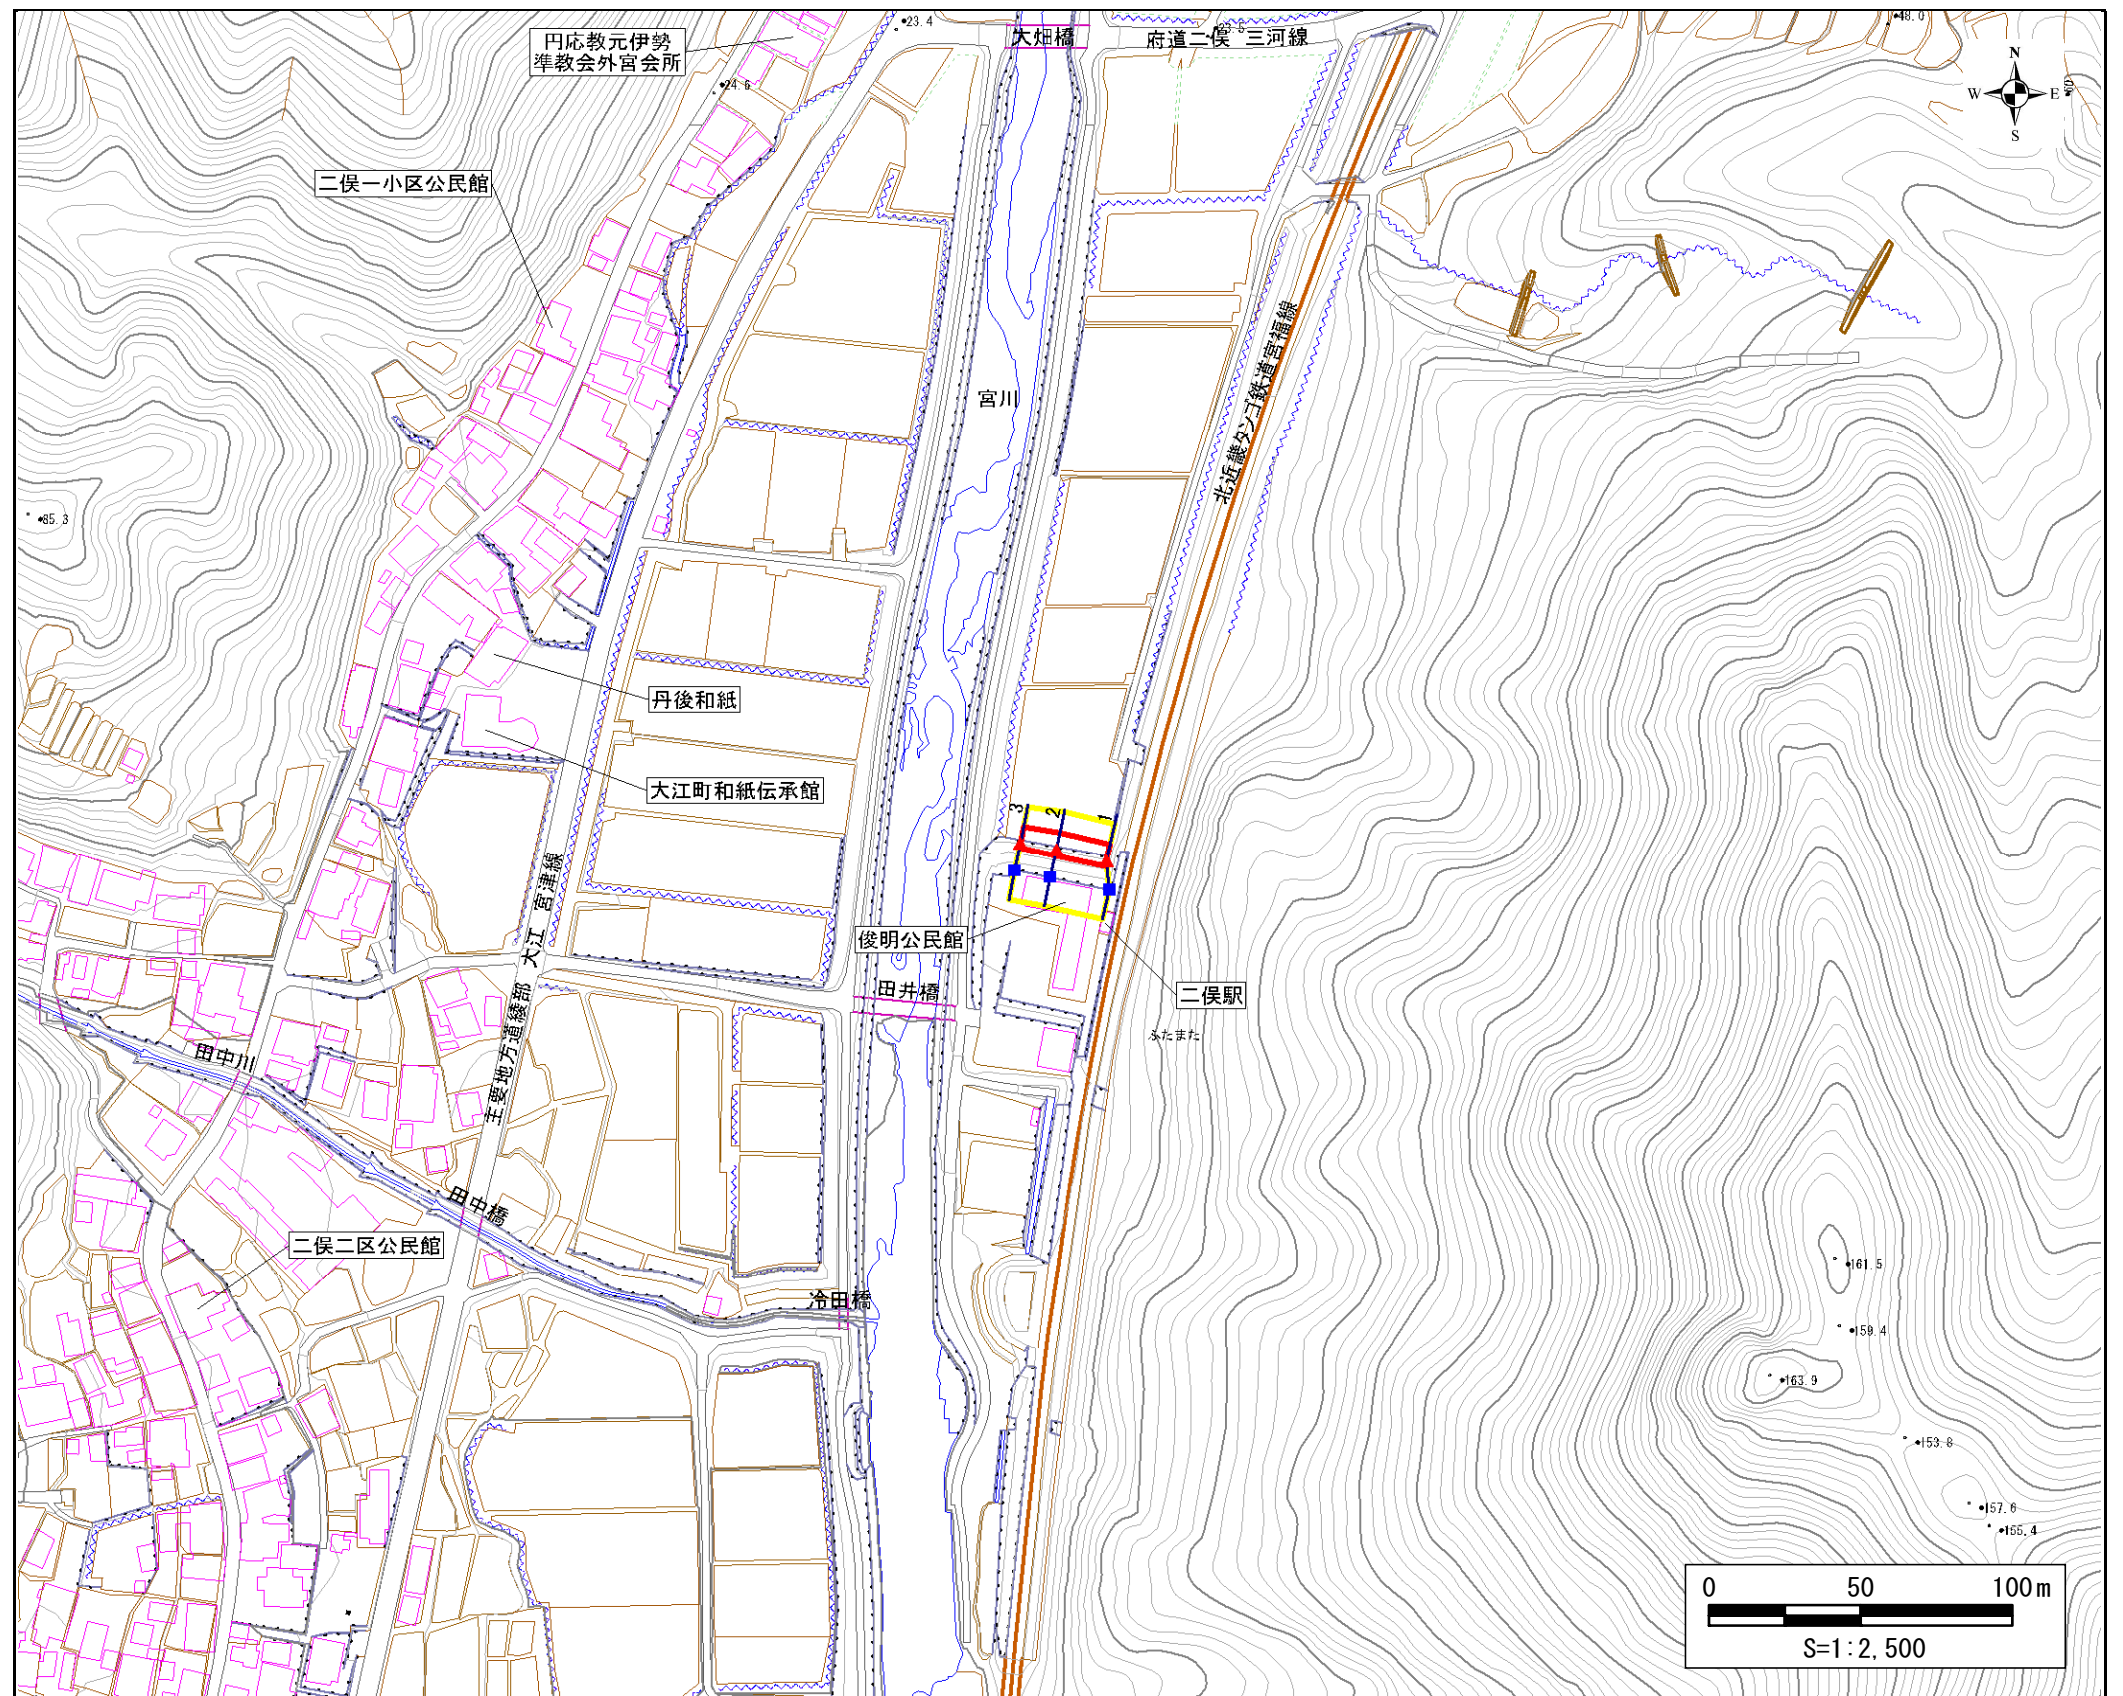 円応教元伊勢
準教会外宮会所
23.4
大畑橋
府道二俣 三河線
48.0
N
W
E
S
24.5
二俣一小区公民館
北近畿タンゴ鉄道宮福線
宮川
85.3
丹後和紙
大江町和紙伝承館
3
2
1
主要地方道綾部 大江 宮津線
俊明公民館
田井橋
二俣駅
ふたまた
田中川
田中橋
二俣二区公民館
冷田橋
161.5
159.4
163.9
153.8
157.6
155.4
0 50 100m
S=1:2,500